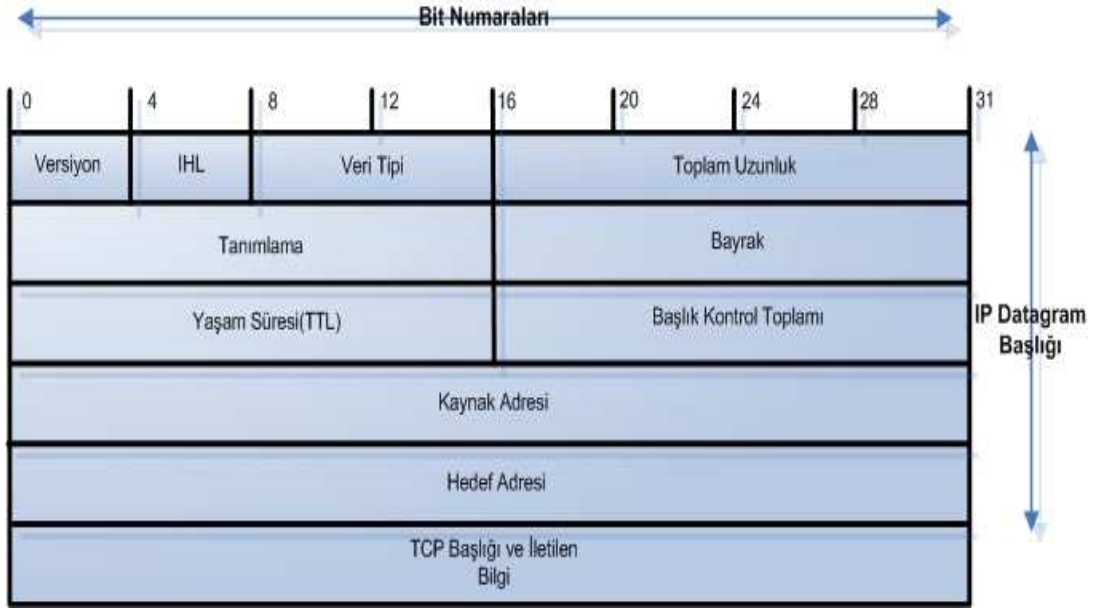 Bit Numaraları
0 4 8 12 16 20 24 28 31
Versiyon IHL Veri Tipi Toplam Uzunluk
Tanımlama Bayrak
Yaşam Süresi(TTL) Başlık Kontrol Toplamı
IP Datagram
Başlığı
Kaynak Adresi
Hedef Adresi
TCP Başlığı ve İletilen
Bilgi